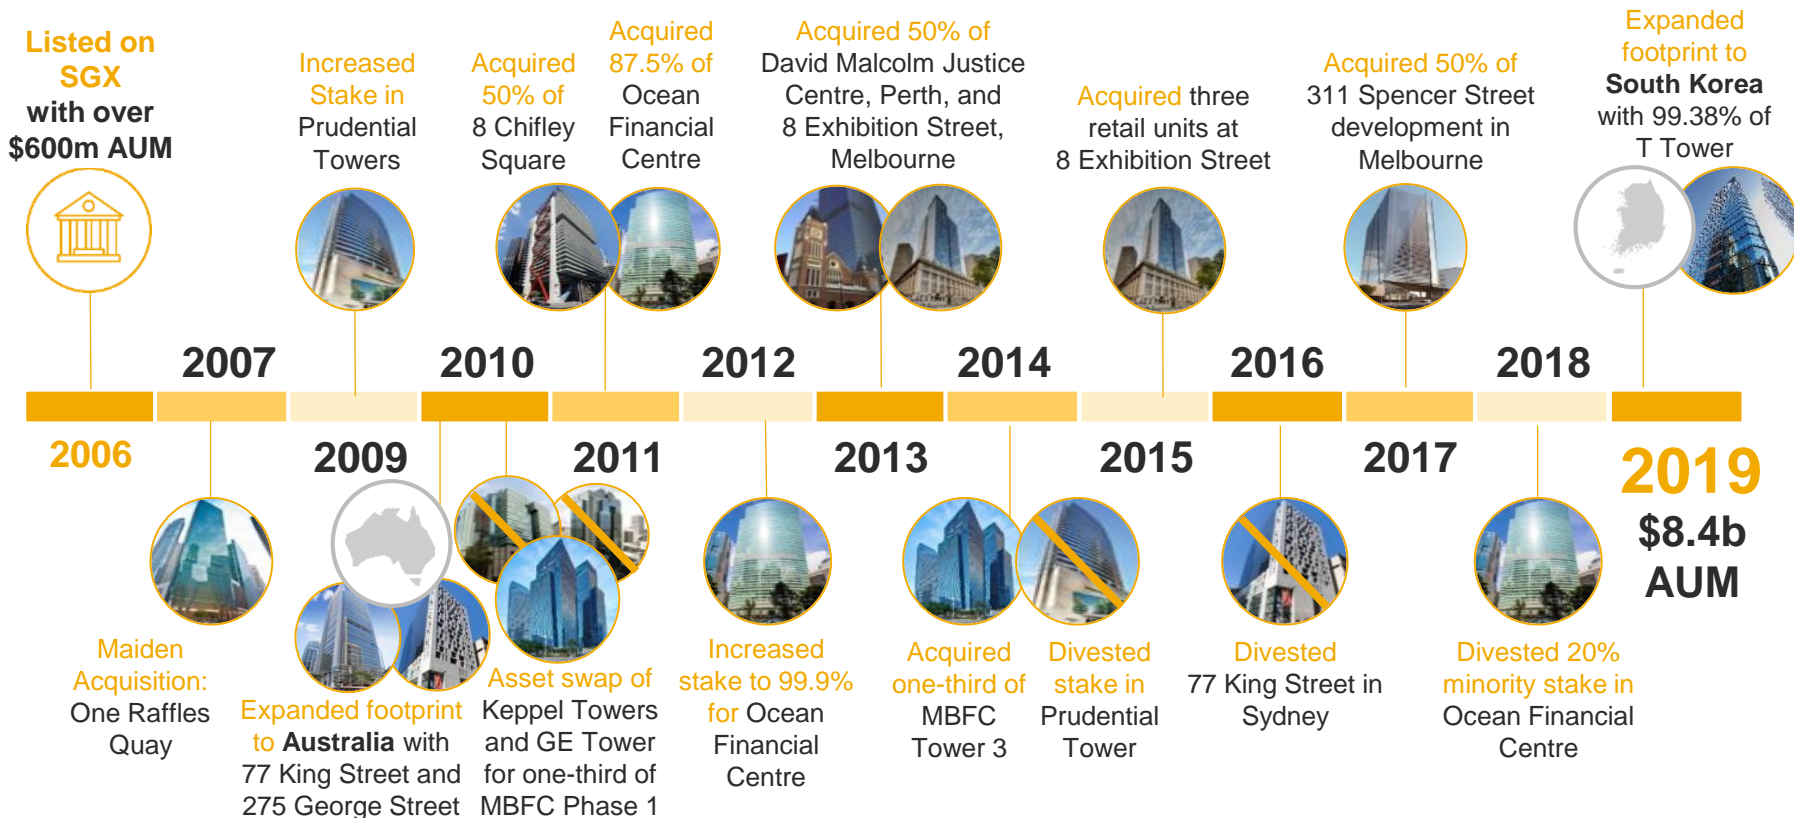 Listed on
SGX
with over
$600m AUM
Increased
Stake in
Prudential
Towers
Acquired
50% of
8 Chifley
Square
Acquired
87.5% of
Ocean
Financial
Centre
Acquired 50% of
David Malcolm Justice
Centre, Perth, and
8 Exhibition Street,
Melbourne
Acquired three
retail units at
8 Exhibition Street
Acquired 50% of
311 Spencer Street
development in
Melbourne
Expanded
footprint to
South Korea
with 99.38% of
T Tower
2007
2010
2012
2014
2016
2018
2006
2009
2011
2013
2015
2017
2019
$8.4b
AUM
Maiden
Acquisition:
One Raffles
Quay
Expanded footprint
to Australia with
77 King Street and
275 George Street
Asset swap of
Keppel Towers
and GE Tower
for one-third of
MBFC Phase 1
Increased
stake to 99.9%
for Ocean
Financial
Centre
Acquired
one-third of
MBFC
Tower 3
Divested
stake in
Prudential
Tower
Divested
77 King Street in
Sydney
Divested 20%
minority stake in
Ocean Financial
Centre